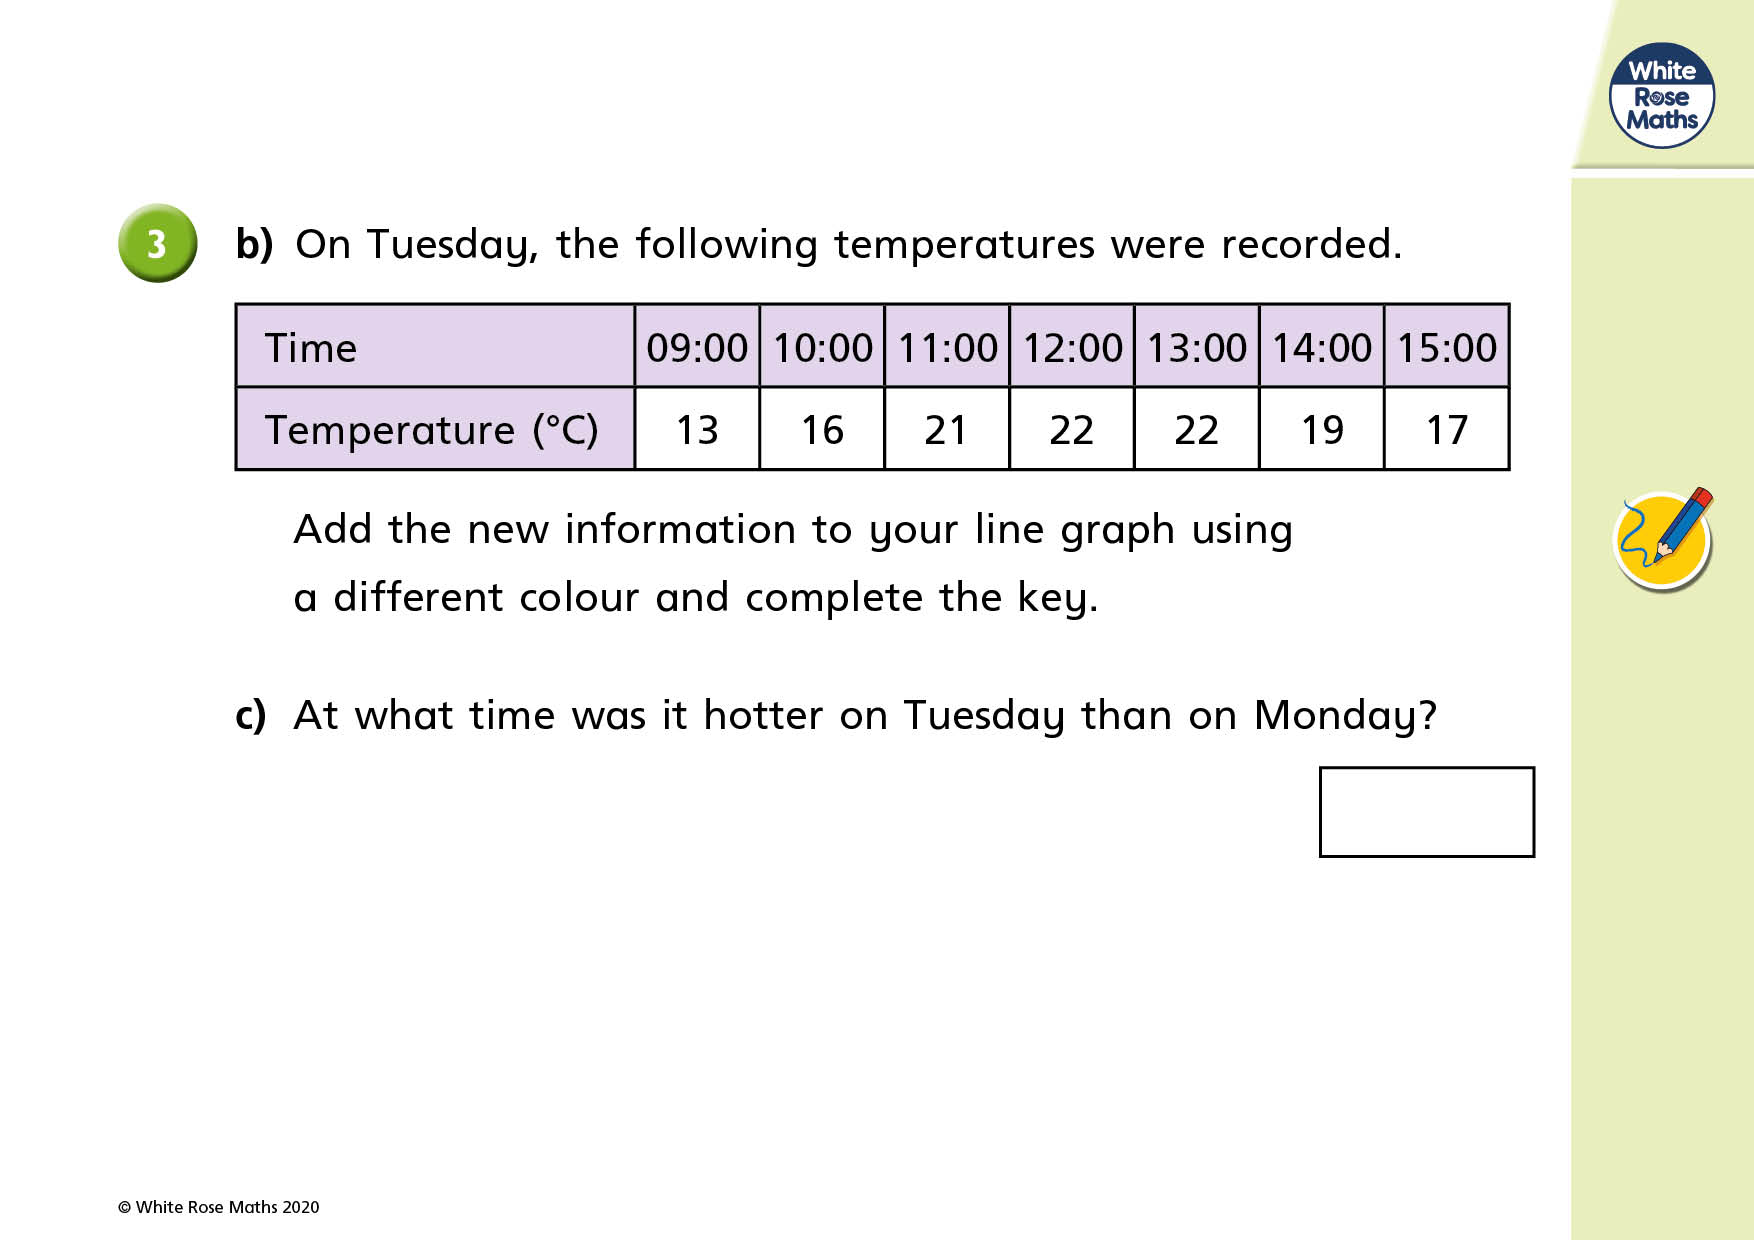 White
Rose
Maths
3 b) On Tuesday, the following temperatures were recorded.
Time 09:00 10:00 11:00 12:00 13:00 14:00 15:00
Temperature (°C) 13 16 21 22 22 19 17
Add the new information to your line graph using
a different colour and complete the key.
c) At what time was it hotter on Tuesday than on Monday?
© White Rose Maths 2020